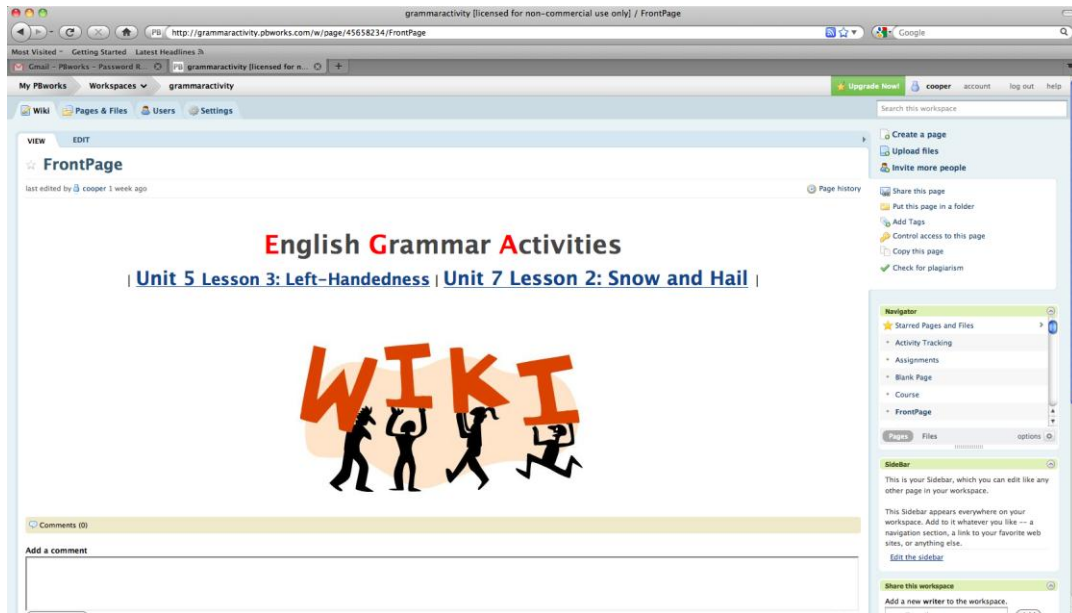 grammaractivity [licensed for non-commercial use only] / FrontPage
http://grammaractivity.pbworks.com/w/page/45658234/FrontPage
Google
Most Visited Getting Started Latest Headlines
Gmail - PBworks - Password R... grammaractivity [licensed for n... +
My PBworks Workspaces grammaractivity
Upgrade Now! cooper account log out help
Wiki Pages & Files Users Settings
Search this workspace
VIEW EDIT
FrontPage
last edited by cooper 1 week ago
Page history
English Grammar Activities
| Unit 5 Lesson 3: Left-Handedness | Unit 7 Lesson 2: Snow and Hail |
WIKI
Comments (0)
Add a comment
Create a page
Upload files
Invite more people
Share this page
Put this page in a folder
Add Tags
Control access to this page
Copy this page
Check for plagiarism
Navigator
Starred Pages and Files
Activity Tracking
Assignments
Blank Page
Course
FrontPage
Pages Files options
SideBar
This is your Sidebar, which you can edit like any
other page in your workspace.
This Sidebar appears everywhere on your
workspace. Add to it whatever you like -- a
navigation section, a link to your favorite web
sites, or anything else.
Edit the sidebar
Share this workspace
Add a new writer to the workspace.